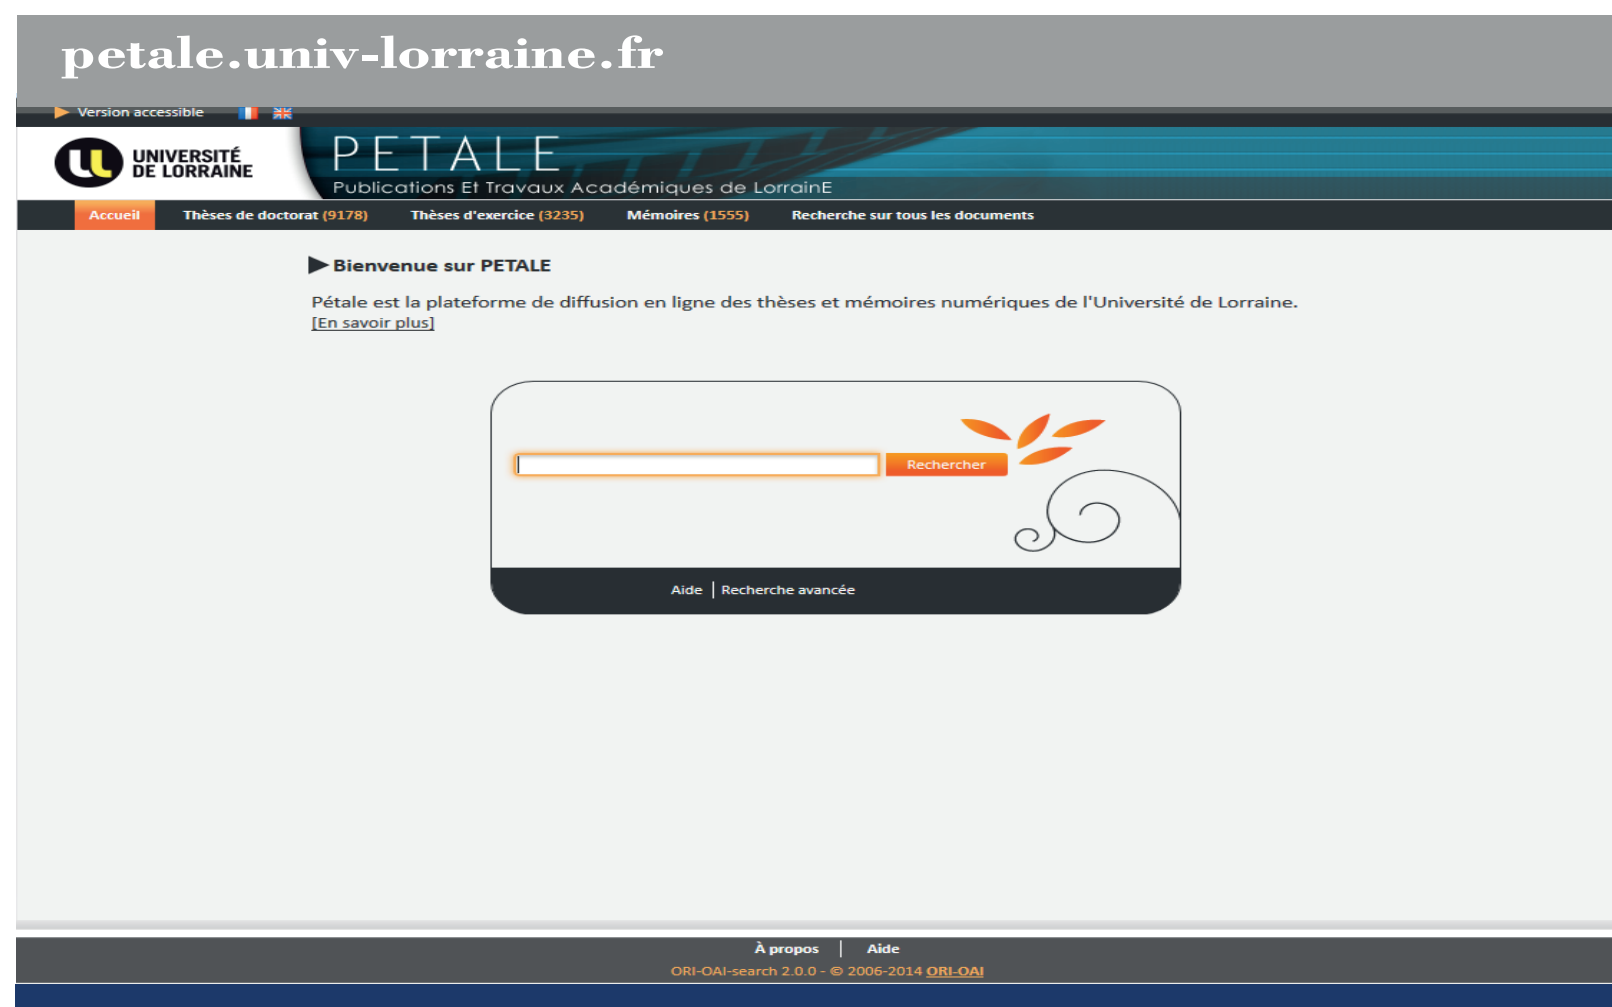 petale.univ-lorraine.fr
Version accessible
UNIVERSITÉ
DE LORRAINE
PETALE
Publications Et Travaux Académiques de LorrainE
Accueil Thèses de doctorat (9178) Thèses d'exercice (3235) Mémoires (1555) Recherche sur tous les documents
Bienvenue sur PETALE
Pétale est la plateforme de diffusion en ligne des thèses et mémoires numériques de l'Université de Lorraine.
[En savoir plus]
Rechercher
Aide | Recherche avancée
À propos | Aide
ORI-OAI-search 2.0.0 - © 2006-2014 ORI-OAI